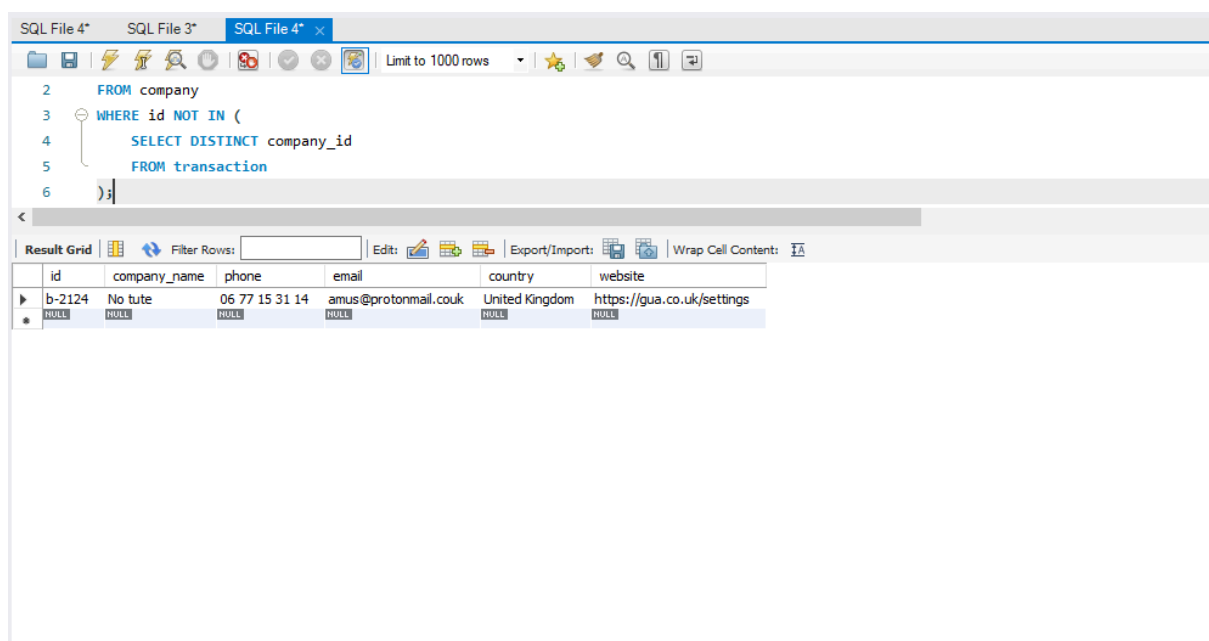 SQL File 4* SQL File 3* SQL File 4*
Limit to 1000 rows
2 FROM company
3 WHERE id NOT IN (
4 SELECT DISTINCT company_id
5 FROM transaction
6 );
Result Grid Filter Rows: Edit: Export/Import: Wrap Cell Content: IA
id company_name phone email country website
b-2124 No tute 06 77 15 31 14 amus@protonmail.couk United Kingdom https://gua.co.uk/settings
NULL NULL NULL NULL NULL NULL